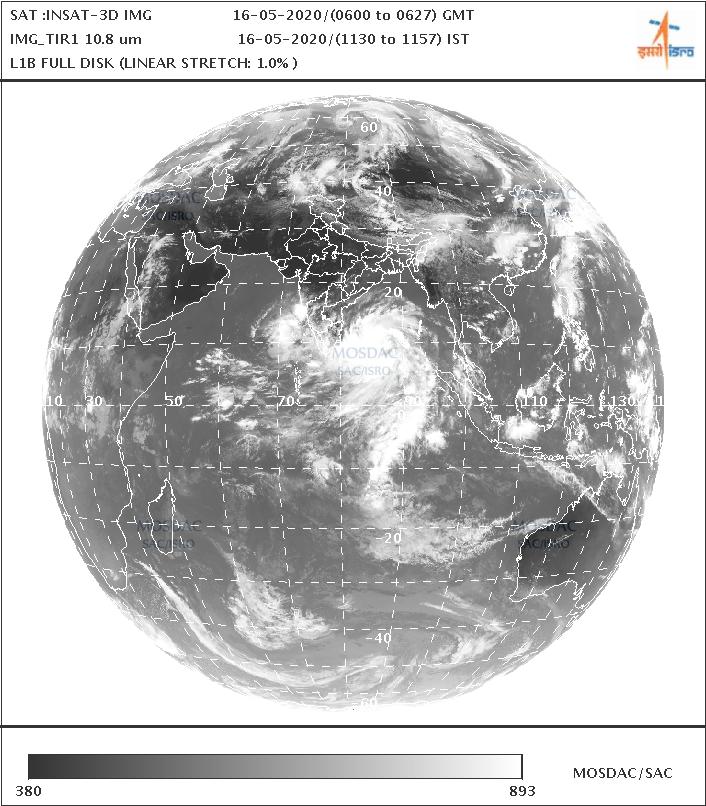 SAT :INSAT-3D IMG 16-05-2020/(0600 to 0627) GMT
IMG_TIR1 10.8 um 16-05-2020/(1130 to 1157) IST
L1B FULL DISK (LINEAR STRETCH: 1.0% )
इसरो isro
60
MOSDAC
SAC/ISRO
40
MOSDAC
20
MOSDAC
SAC/ISRO
10 30 50 70 90 110 130
MOSDAC
SAC/ISRO
-20
MOSDAC
SAC/ISRO
-40
-60
380 893
MOSDAC/SAC